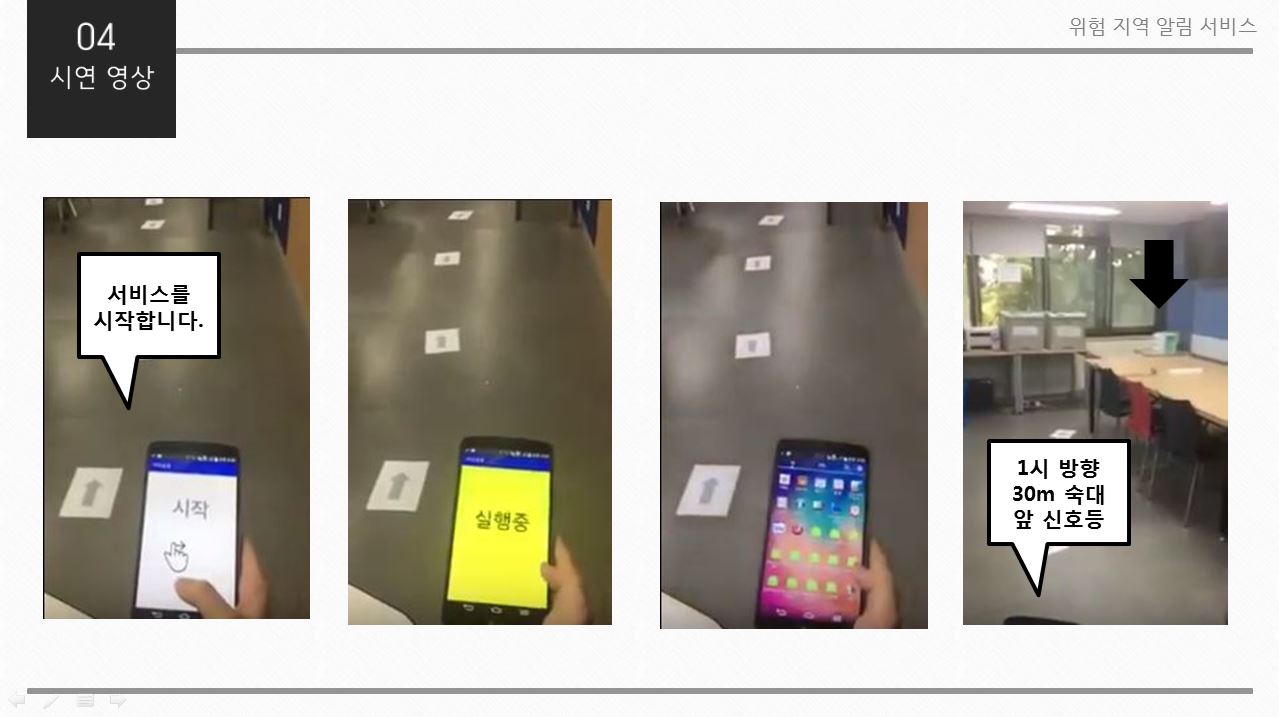 04
시연 영상
위험 지역 알림 서비스
서비스를
시작합니다.
시작
실행중
1시 방향
30m 숙대
앞 신호등